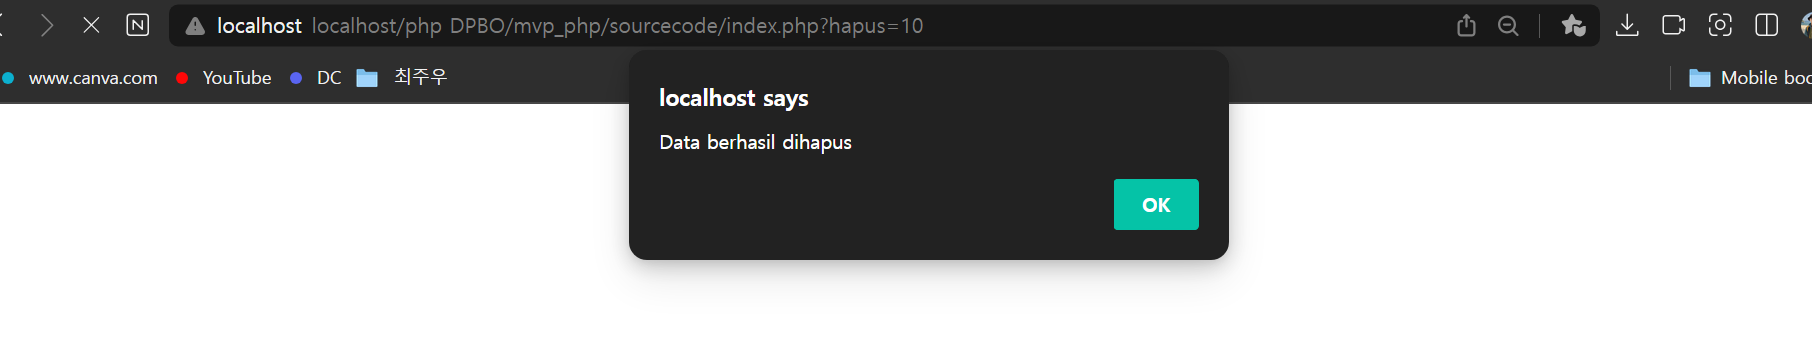 N localhost localhost/php DPBO/mvp_php/sourcecode/index.php?hapus=10
www.canva.com YouTube DC 최주우 Mobile boo
localhost says
Data berhasil dihapus
OK